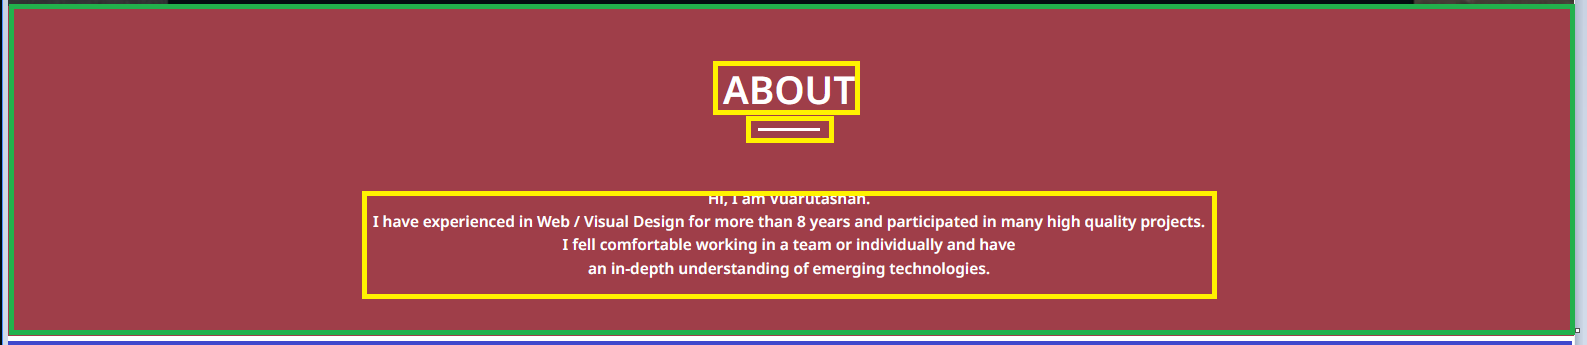 ABOUT
Hi, I am Vuarutashan.
I have experienced in Web / Visual Design for more than 8 years and participated in many high quality projects.
I fell comfortable working in a team or individually and have
an in-depth understanding of emerging technologies.